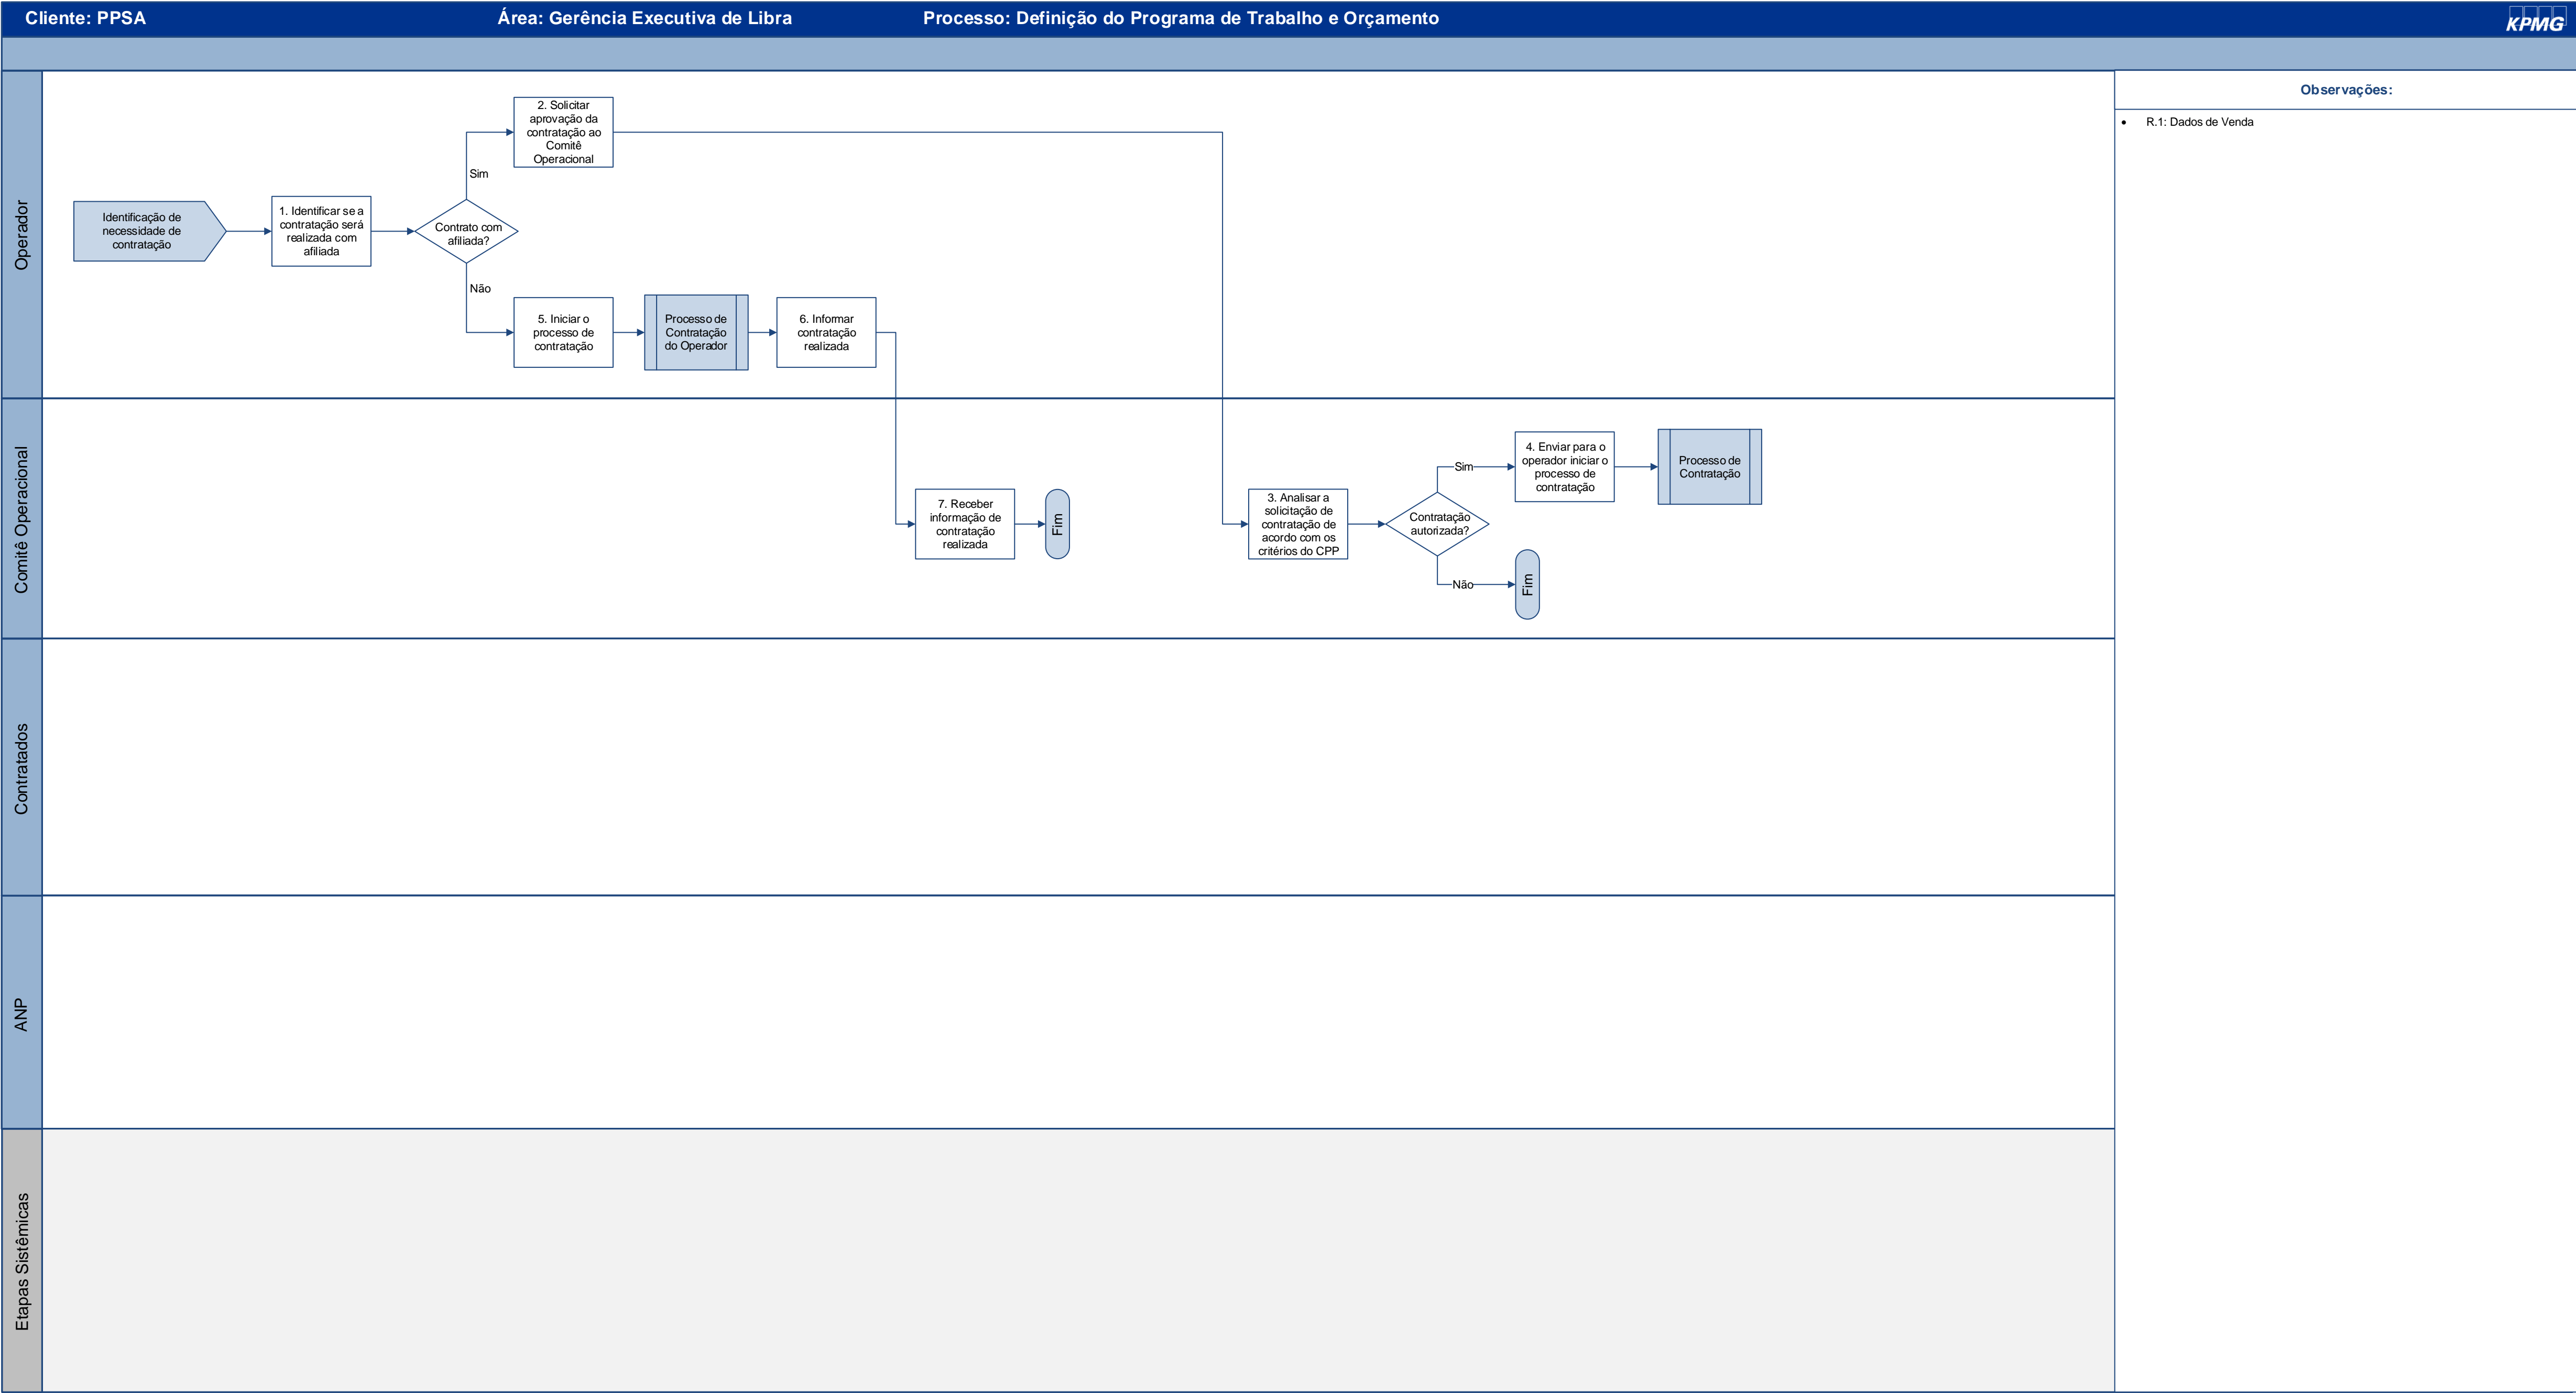 Cliente: PPSA
Área: Gerência Executiva de Libra
Processo: Definição do Programa de Trabalho e Orçamento
KPMG
Observações:
• R.1: Dados de Venda
Operador
Identificação de
necessidade de
contratação
1. Identificar se a
contratação será
realizada com
afiliada
Contrato com
afiliada?
Sim
2. Solicitar
aprovação da
contratação ao
Comitê
Operacional
Não
5. Iniciar o
processo de
contratação
Processo de
Contratação
do Operador
6. Informar
contratação
realizada
Comitê Operacional
7. Receber
informação de
contratação
realizada
Fim
3. Analisar a
solicitação de
contratação de
acordo com os
critérios do CPP
Contratação
autorizada?
Sim
4. Enviar para o
operador iniciar o
processo de
contratação
Processo de
Contratação
Não
Fim
Contratados
ANP
Etapas Sistêmicas